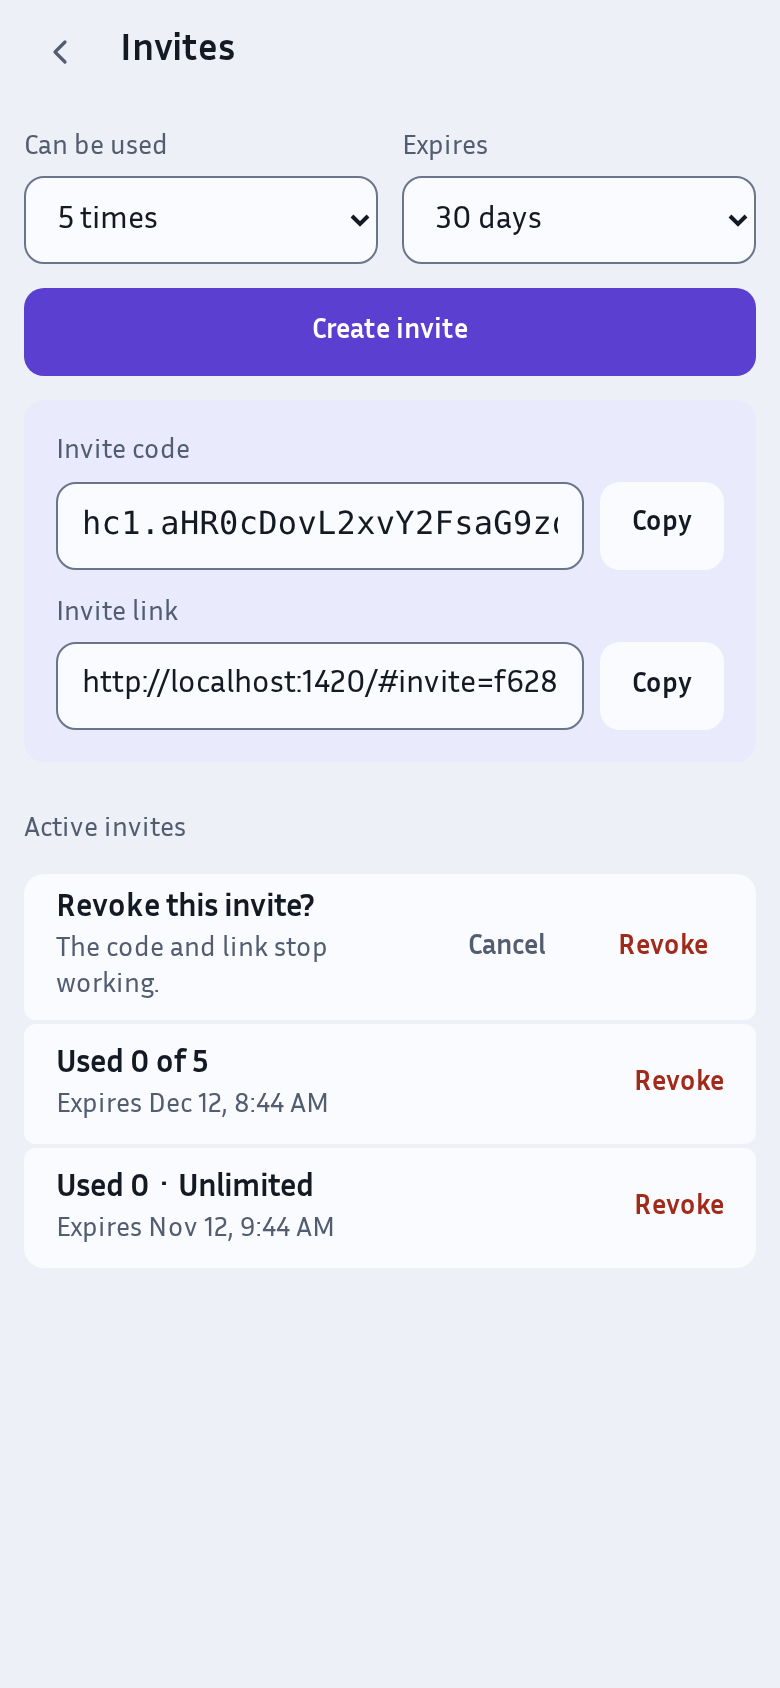 Invites
Can be used
Expires
5 times
30 days
Create invite
Invite code
hc1.aHR0cDovL2xvY2FsaG9z
Copy
Invite link
http://localhost:1420/#invite=f628
Copy
Active invites
Revoke this invite?
The code and link stop
working.
Cancel
Revoke
Used 0 of 5
Expires Dec 12, 8:44 AM
Revoke
Used 0 · Unlimited
Expires Nov 12, 9:44 AM
Revoke